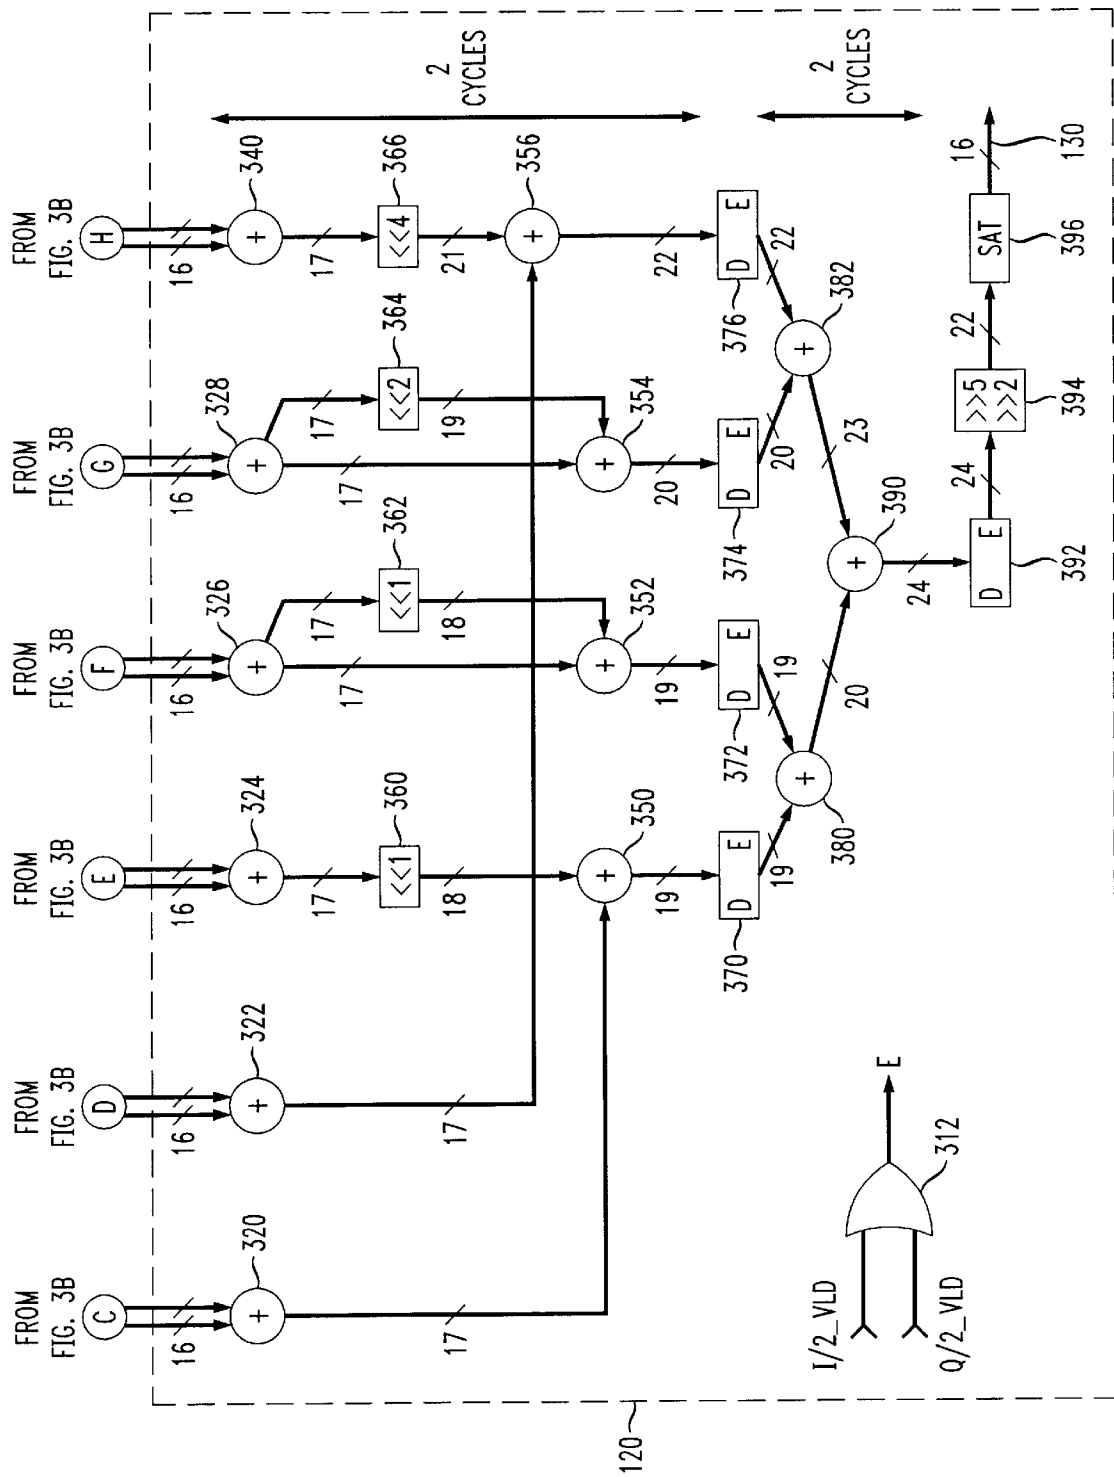 FROM
FIG. 3B
C
16
+
320
17
FROM
FIG. 3B
D
16
+
322
17
FROM
FIG. 3B
E
16
+
324
17
<<1
360
18
+
350
19
FROM
FIG. 3B
F
16
+
326
17
17
<<1
362
18
+
352
19
FROM
FIG. 3B
G
16
+
328
17
17
<<2
364
19
+
354
20
FROM
FIG. 3B
H
16
+
340
17
<<4
366
21
+
356
22
2
CYCLES
D E
370
D E
372
D E
374
D E
376
19
19
20
22
+
380
+
382
2
CYCLES
20
23
+
390
24
D E
392
24
>>5
>>2
394
22
SAT
396
16
130
I/2_VLD
Q/2_VLD
312
E
120